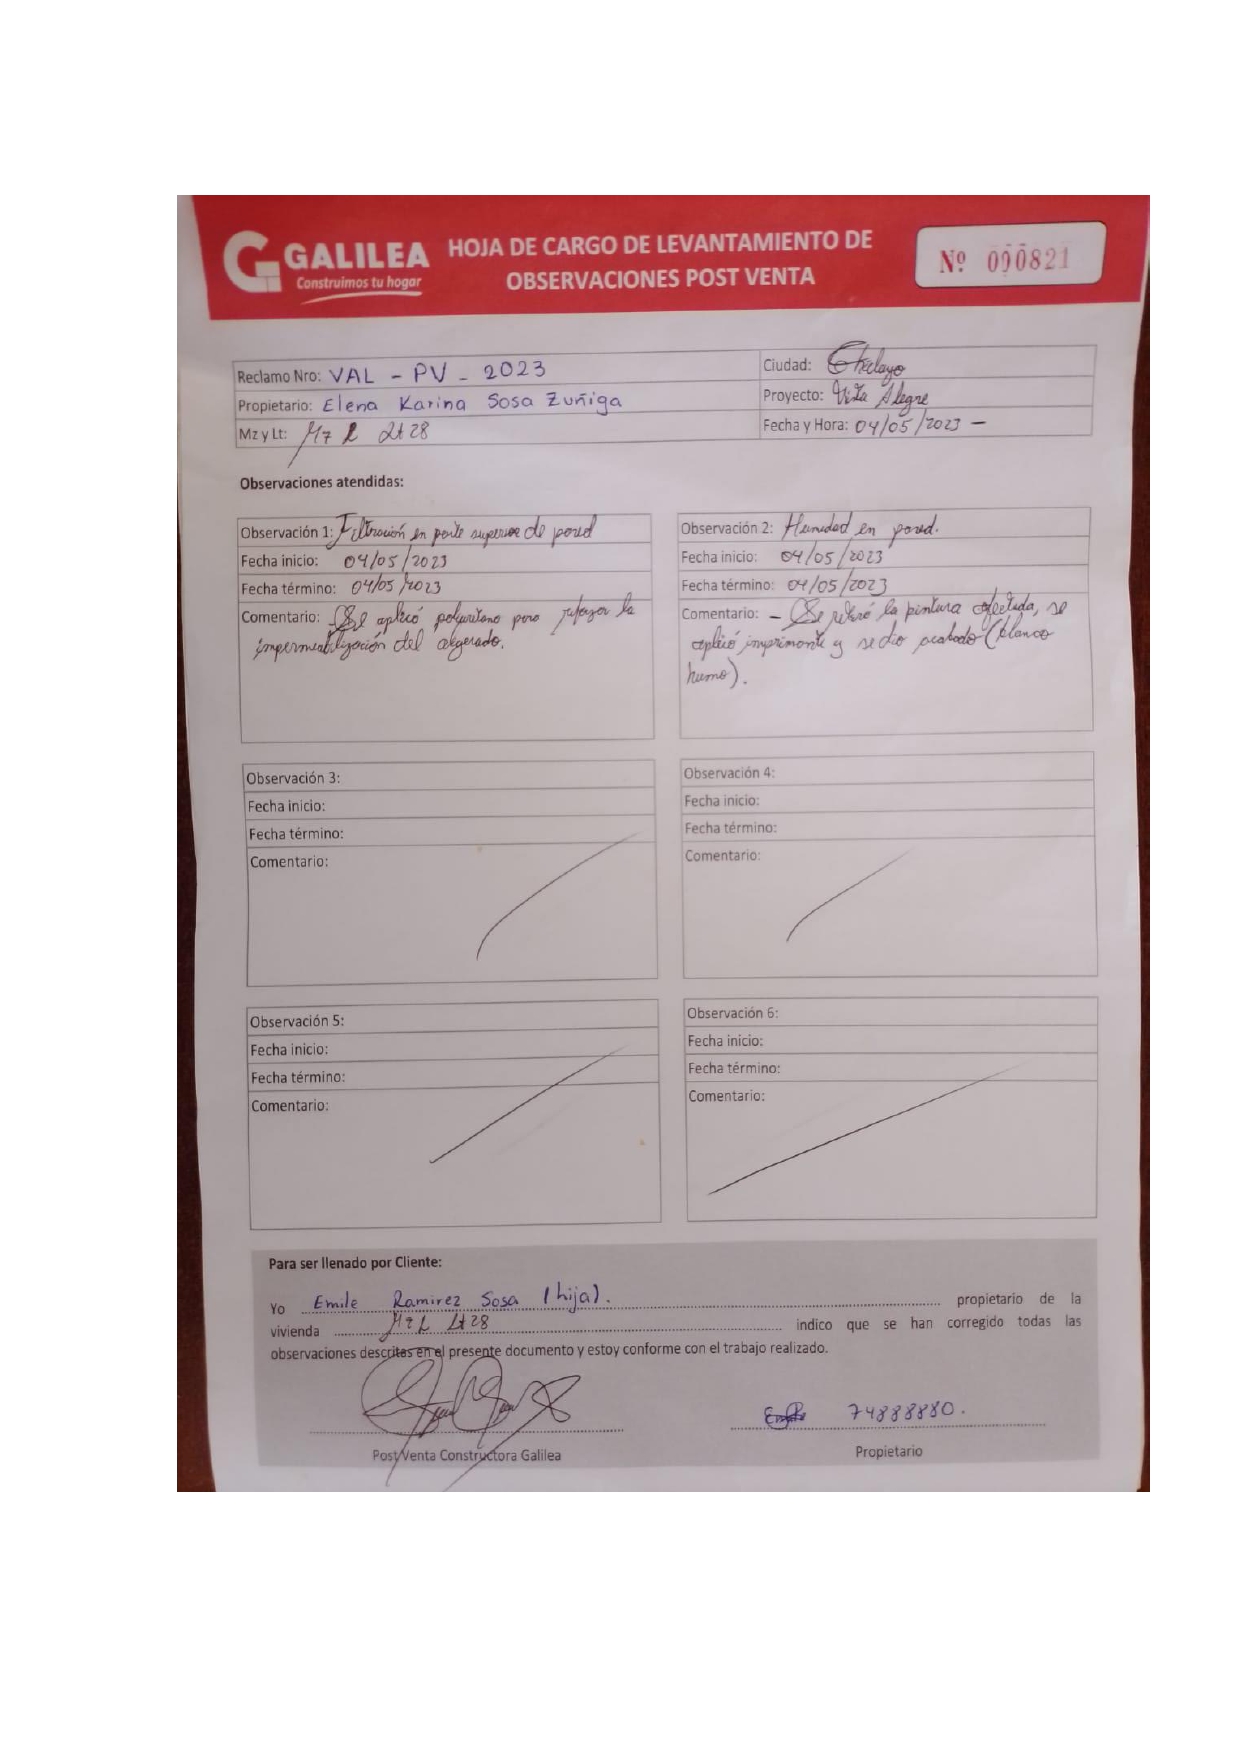 GALILEA
Construimos tu hogar
HOJA DE CARGO DE LEVANTAMIENTO DE
OBSERVACIONES POST VENTA
Nº 000821
Reclamo Nro: VAL - PV - 2023
Ciudad: Chiclayo
Propietario: Elena Karina Sosa Zuñiga
Proyecto: Vista Alegre
Mz y Lt: Mz L Lt 28
Fecha y Hora: 04/05/2023 -
Observaciones atendidas:
Observación 1: Filtración en parte superior de pared
Fecha inicio: 04/05/2023
Fecha término: 04/05/2023
Comentario: - Se aplicó poliuretano para reforzar la
impermeabilización del aligerado.
Observación 2: Humedad en pared.
Fecha inicio: 04/05/2023
Fecha término: 04/05/2023
Comentario: - Se retiró la pintura afectada, se
aplicó imprimante y se dio acabado (blanco
humo).
Observación 3:
Fecha inicio:
Fecha término:
Comentario:
Observación 4:
Fecha inicio:
Fecha término:
Comentario:
Observación 5:
Fecha inicio:
Fecha término:
Comentario:
Observación 6:
Fecha inicio:
Fecha término:
Comentario:
Para ser llenado por Cliente:
Yo Emile Ramirez Sosa (hija). propietario de la
vivienda Mz L Lt 28 indico que se han corregido todas las
observaciones descritas en el presente documento y estoy conforme con el trabajo realizado.
74888880.
Post Venta Constructora Galilea
Propietario